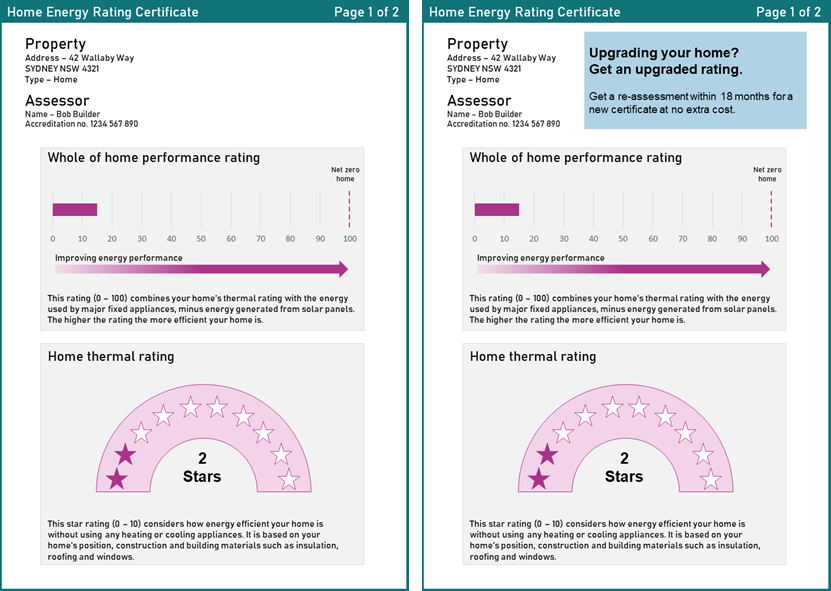 Home Energy Rating Certificate Page 1 of 2
Property
Address – 42 Wallaby Way
SYDNEY NSW 4321
Type – Home
Assessor
Name – Bob Builder
Accreditation no. 1234 567 890
Whole of home performance rating
Net zero
home
0 10 20 30 40 50 60 70 80 90 100
Improving energy performance
This rating (0 – 100) combines your home's thermal rating with the energy
used by major fixed appliances, minus energy generated from solar panels.
The higher the rating the more efficient your home is.
Home thermal rating
2
Stars
This star rating (0 – 10) considers how energy efficient your home is
without using any heating or cooling appliances. It is based on your
home's position, construction and building materials such as insulation,
roofing and windows.
Home Energy Rating Certificate Page 1 of 2
Property
Address – 42 Wallaby Way
SYDNEY NSW 4321
Type – Home
Assessor
Name – Bob Builder
Accreditation no. 1234 567 890
Upgrading your home?
Get an upgraded rating.
Get a re-assessment within 18 months for a
new certificate at no extra cost.
Whole of home performance rating
Net zero
home
0 10 20 30 40 50 60 70 80 90 100
Improving energy performance
This rating (0 – 100) combines your home's thermal rating with the energy
used by major fixed appliances, minus energy generated from solar panels.
The higher the rating the more efficient your home is.
Home thermal rating
2
Stars
This star rating (0 – 10) considers how energy efficient your home is
without using any heating or cooling appliances. It is based on your
home's position, construction and building materials such as insulation,
roofing and windows.